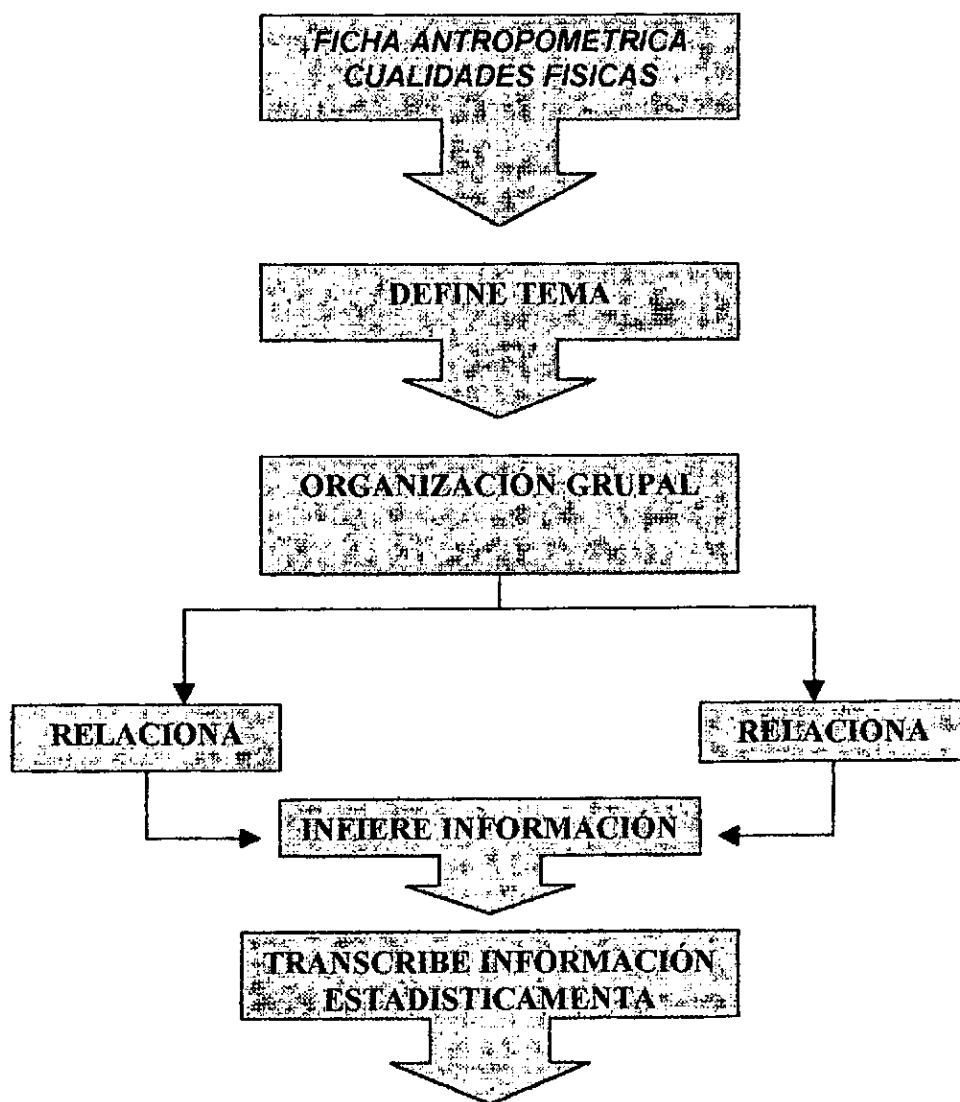 FICHA ANTROPOMETRICA
CUALIDADES FISICAS
DEFINE TEMA
ORGANIZACIÓN GRUPAL
RELACIONA
RELACIONA
INFIERE INFORMACIÓN
TRANSCRIBE INFORMACIÓN
ESTADISTICAMENTA